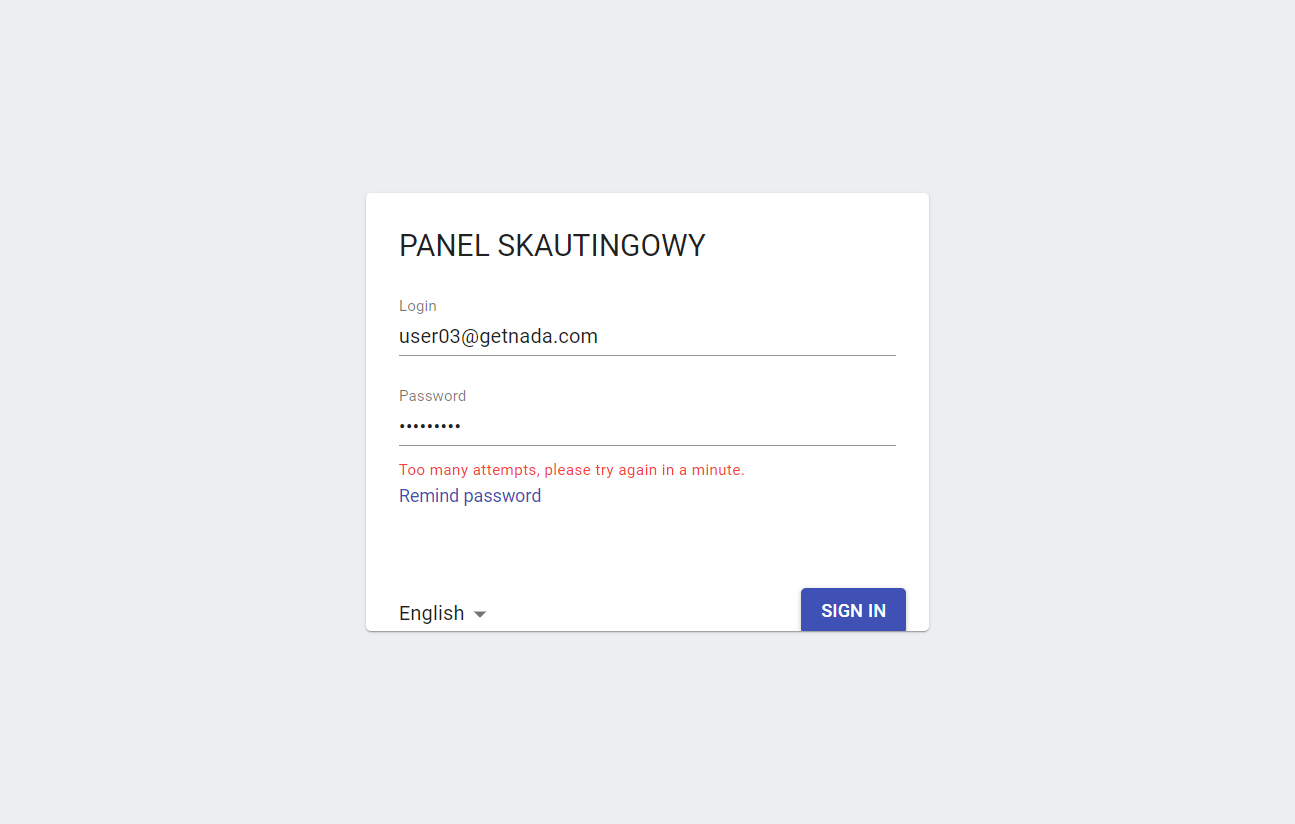 PANEL SKAUTINGOWY
Login
user03@getnada.com
Password
•••••••••
Too many attempts, please try again in a minute.
Remind password
English
SIGN IN